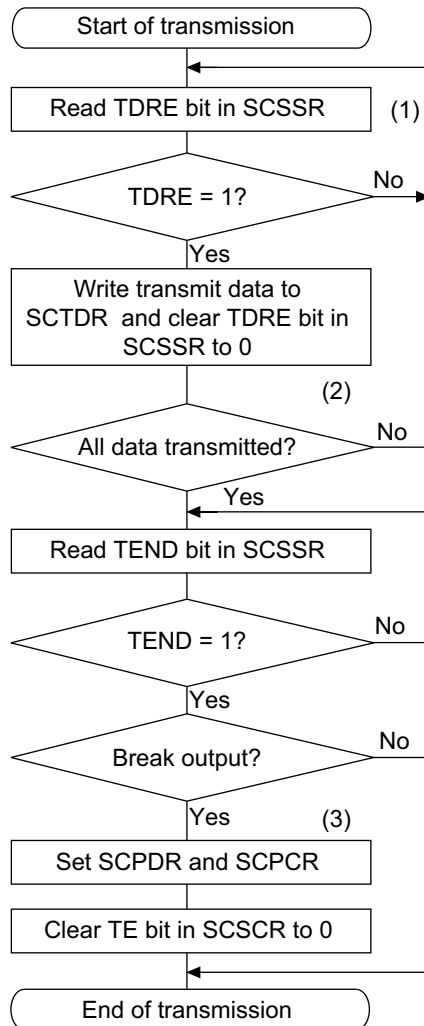 Start of transmission
Read TDRE bit in SCSSR
(1)
TDRE = 1?
No
Yes
Write transmit data to
SCTDR and clear TDRE bit in
SCSSR to 0
(2)
All data transmitted?
No
Yes
Read TEND bit in SCSSR
TEND = 1?
No
Yes
Break output?
No
Yes
(3)
Set SCPDR and SCPCR
Clear TE bit in SCSCR to 0
End of transmission